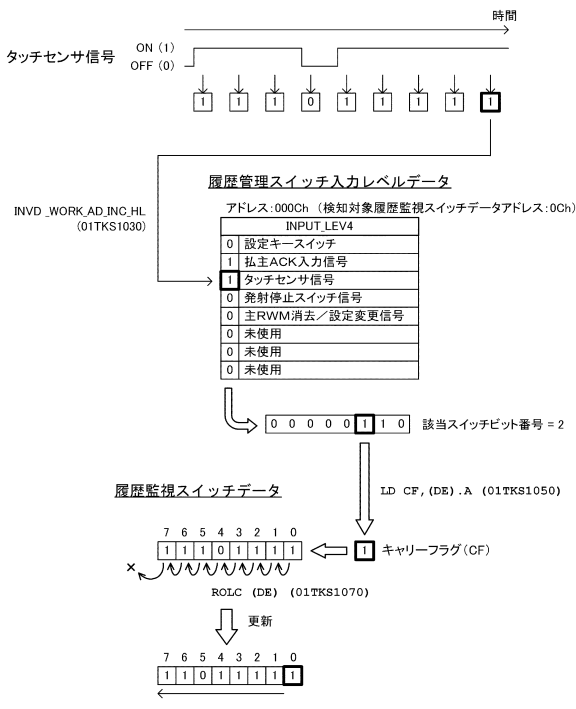 時間
ON (1)
タッチセンサ信号
OFF (0)
1 1 1 0 1 1 1 1 1
履歴管理スイッチ入力レベルデータ
アドレス:000Ch (検知対象履歴監視スイッチデータアドレス:0Ch)
INVD _WORK_AD_INC_HL
(01TKS1030)
INPUT_LEV4
0 設定キースイッチ
1 払主ACK入力信号
1 タッチセンサ信号
0 発射停止スイッチ信号
0 主RWM消去/設定変更信号
0 未使用
0 未使用
0 未使用
0 0 0 0 0 1 1 0 該当スイッチビット番号 = 2
LD CF,(DE).A (01TKS1050)
履歴監視スイッチデータ
7 6 5 4 3 2 1 0
1 1 1 0 1 1 1 1 1 キャリーフラグ(CF)
×
ROLC (DE) (01TKS1070)
更新
7 6 5 4 3 2 1 0
1 1 0 1 1 1 1 1